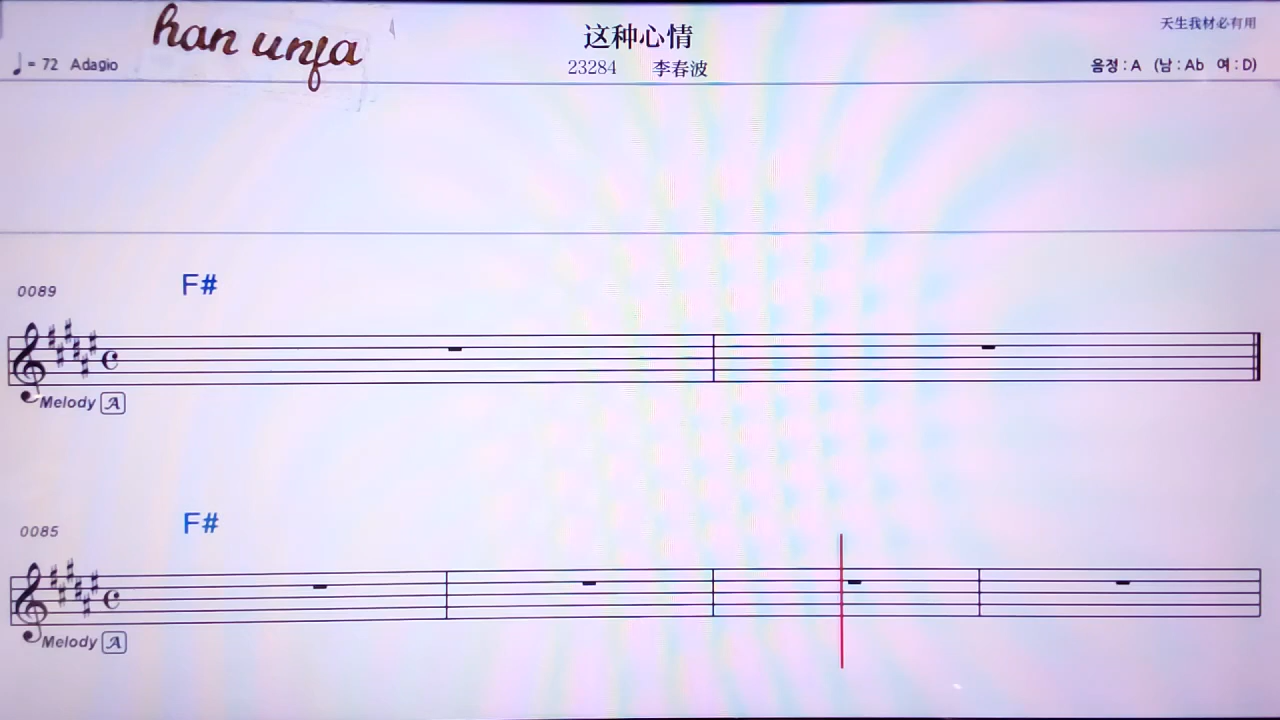 han unfa
这种心情
天生我材必有用
♩= 72 Adagio
23284 李春波
음정 : A (남 : Ab 여 : D)
0089
F#
Melody A
0085
F#
Melody A